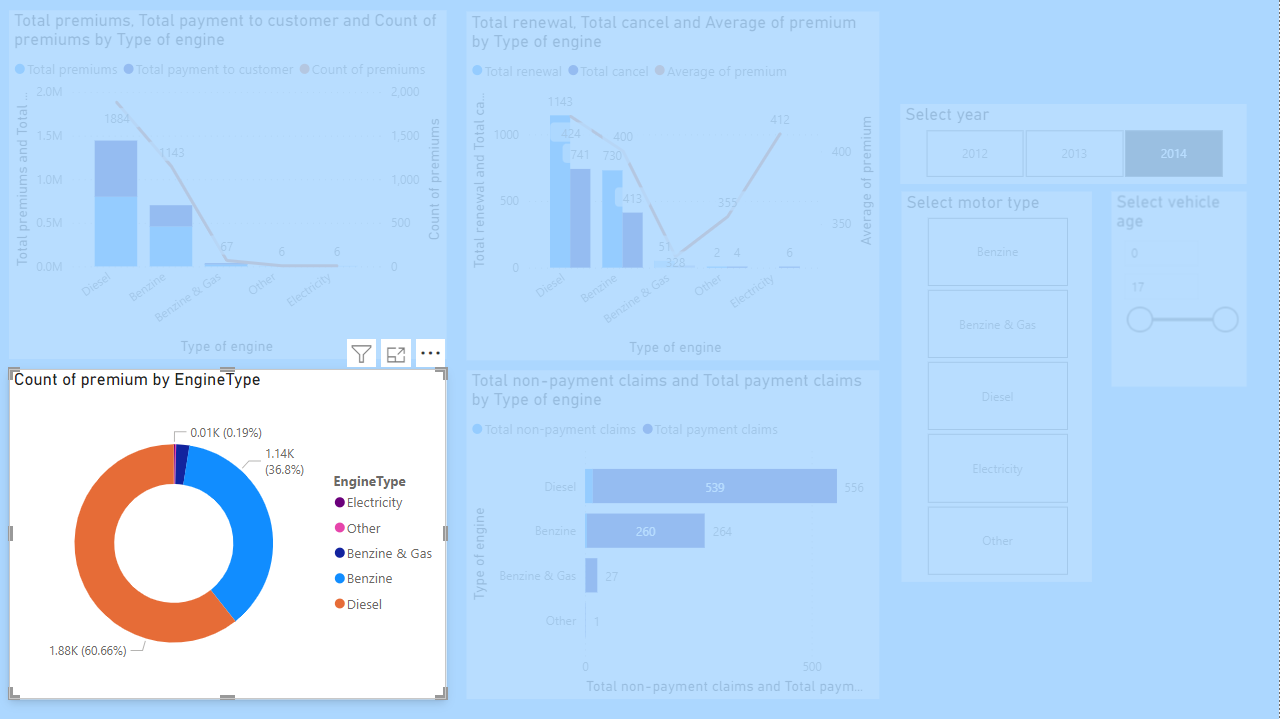 Total premiums, Total payment to customer and Count of
premiums by Type of engine
Total premiums
Total payment to customer
Count of premiums
Total premiums and Total ...
2.0M
1.5M
1.0M
0.5M
0.0M
1884
1143
67
6
6
2,000
1,500
1,000
500
0
Count of premiums
Diesel
Benzine
Benzine & Gas
Other
Electricity
Type of engine
Total renewal, Total cancel and Average of premium
by Type of engine
Total renewal
Total cancel
Average of premium
Total renewal and Total ca...
1000
500
0
1143
424
741
730
400
413
51
328
355
2
4
412
6
400
350
Average of premium
Diesel
Benzine
Benzine & Gas
Other
Electricity
Type of engine
Select year
2012
2013
2014
Select motor type
Benzine
Benzine & Gas
Diesel
Electricity
Other
Select vehicle
age
0
17
Count of premium by EngineType
0.01K (0.19%)
1.14K
(36.8%)
1.88K (60.66%)
EngineType
Electricity
Other
Benzine & Gas
Benzine
Diesel
Total non-payment claims and Total payment claims
by Type of engine
Total non-payment claims
Total payment claims
Type of engine
Diesel
539
556
Benzine
260
264
Benzine & Gas
27
Other
1
0
500
Total non-payment claims and Total paym...